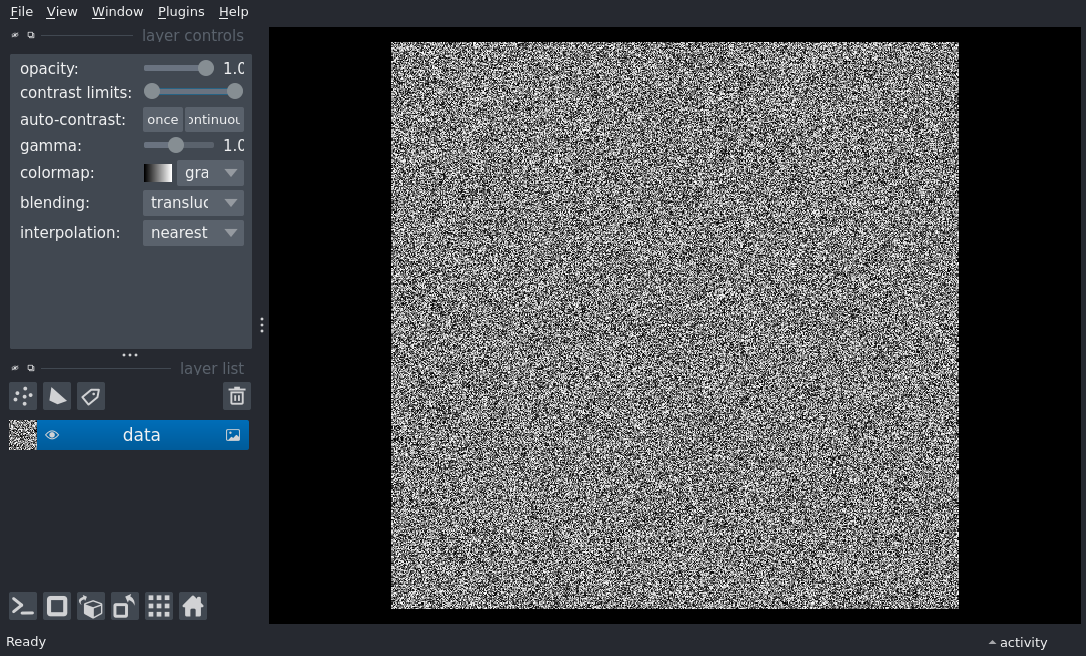 File View Window Plugins Help
layer controls
opacity: 1.0
contrast limits:
auto-contrast: once ontinuou
gamma: 1.0
colormap: gra
blending: transluc
interpolation: nearest
layer list
data
Ready
activity